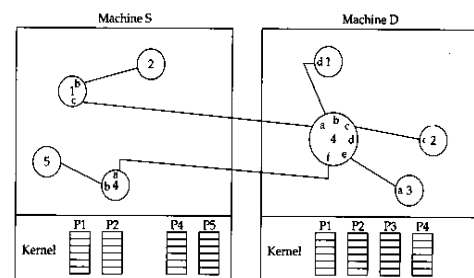 Machine S
Machine D
2
1
b
c
5
b
a
4
d 1
a b c
4 d
f e
c 2
a 3
Kernel
P1 P2 P4 P5
Kernel
P1 P2 P3 P4